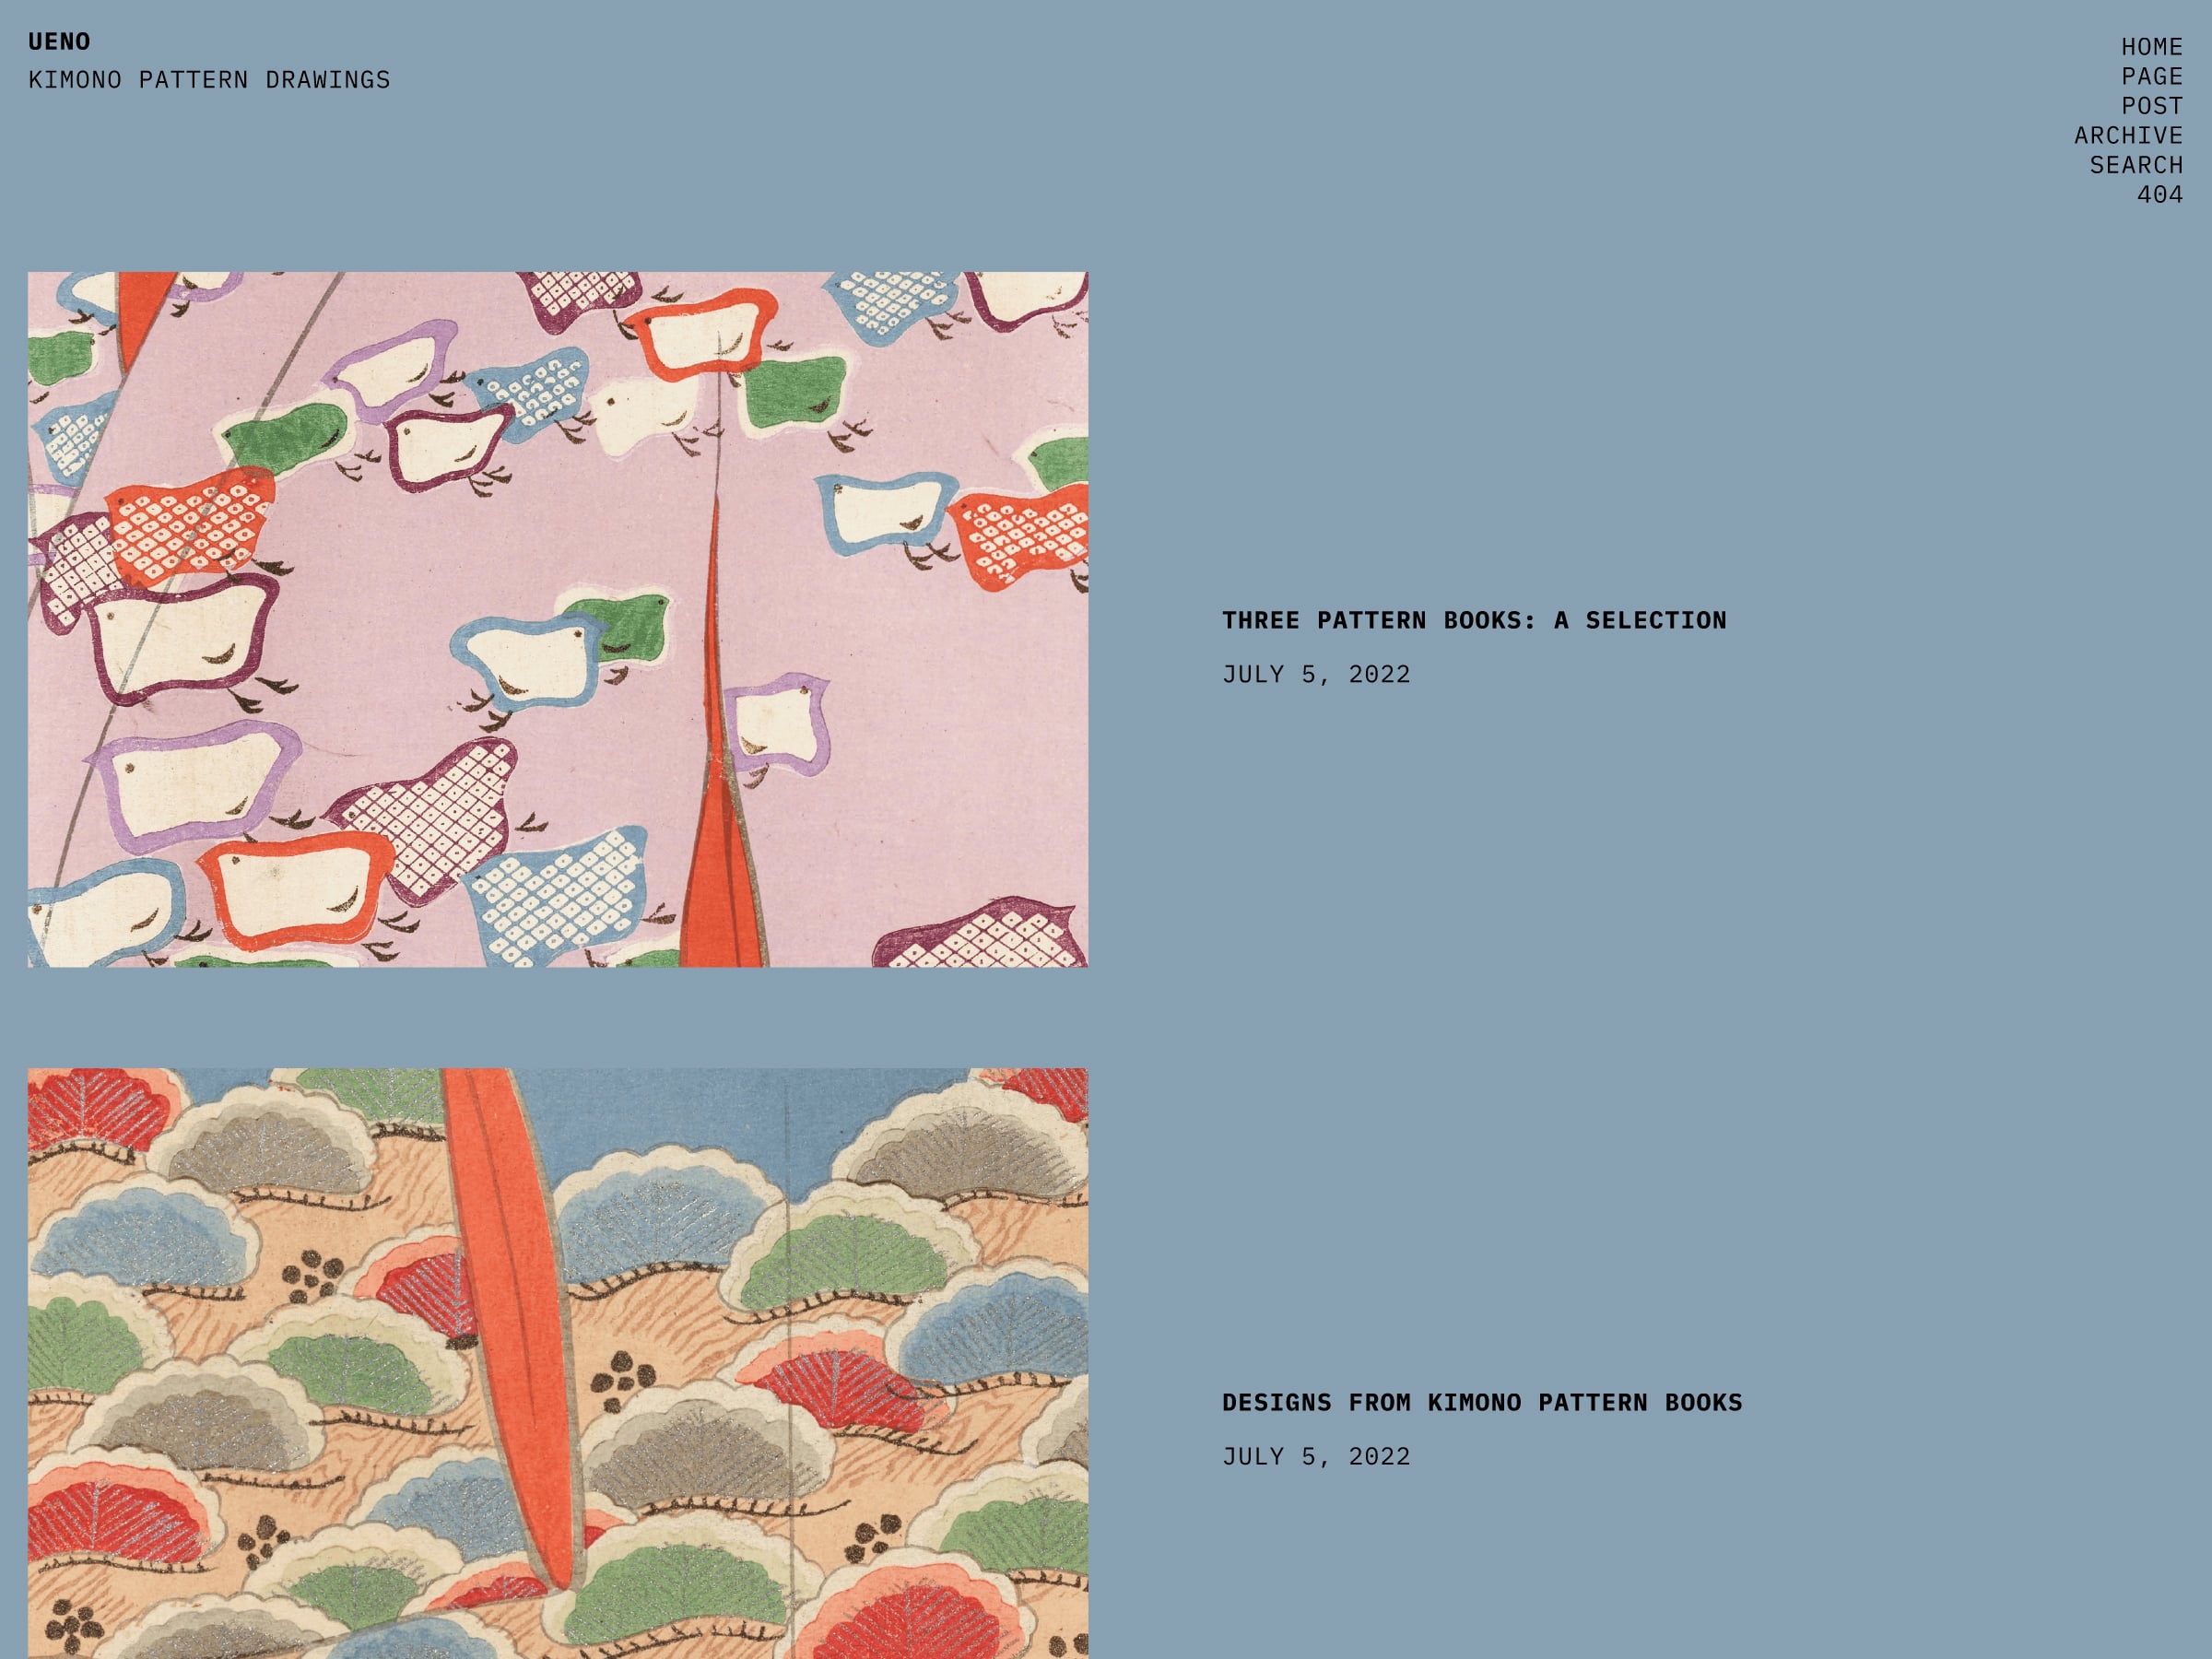 UENO
KIMONO PATTERN DRAWINGS
HOME
PAGE
POST
ARCHIVE
SEARCH
404
THREE PATTERN BOOKS: A SELECTION
JULY 5, 2022
DESIGNS FROM KIMONO PATTERN BOOKS
JULY 5, 2022